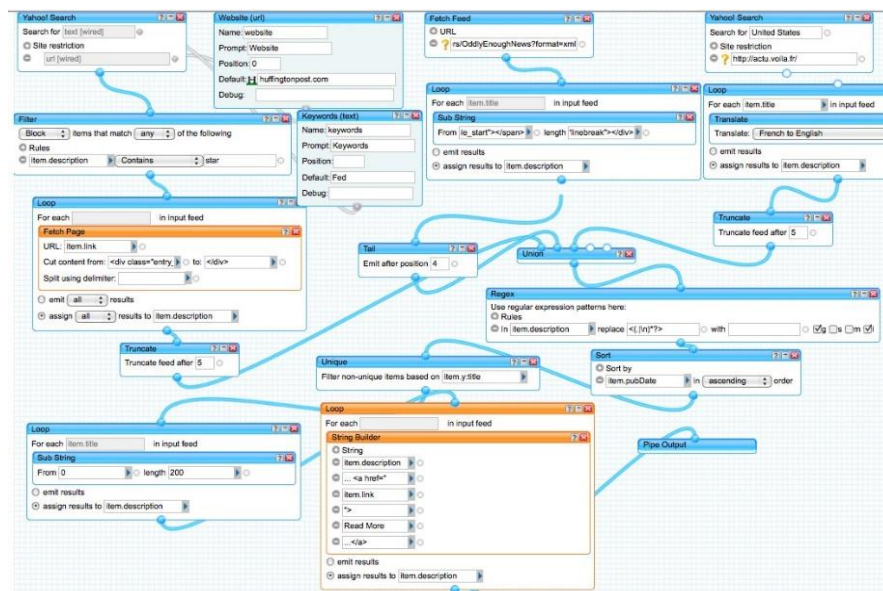 Yahoo! Search
Search for text [wired]
Site restriction
url [wired]
Website (url)
Name: website
Prompt: Website
Position: 0
Default: huffingtonpost.com
Debug:
Fetch Feed
URL
rs/OddlyEnoughNews?format=xml
Yahoo! Search
Search for United States
Site restriction
http://actu.voila.fr/
Filter
Block items that match any of the following
Rules
item.description Contains star
Keywords (text)
Name: keywords
Prompt: Keywords
Position:
Default: Fed
Debug:
Loop
For each item.title in input feed
Sub String
From le_start"></span> length 'linebreak"></div>
emit results
assign results to item.description
Loop
For each item.title in input feed
Translate
Translate: French to English
emit results
assign results to item.description
Loop
For each in input feed
Fetch Page
URL: item.link
Cut content from: <div class="entry_ to: </div>
Split using delimiter:
emit all results
assign all results to item.description
Truncate
Truncate feed after 5
Tail
Emit after position 4
Union
Truncate
Truncate feed after 5
Regex
Use regular expression patterns here:
Rules
In item.description replace <(.|\n)*?> with g s m i
Unique
Filter non-unique items based on item.y:title
Sort
Sort by
item.pubDate in ascending order
Loop
For each item.title in input feed
Sub String
From 0 length 200
emit results
assign results to item.description
Loop
For each in input feed
String Builder
String
item.description
... <a href="
item.link
">
Read More
...</a>
emit results
assign results to item.description
Pipe Output